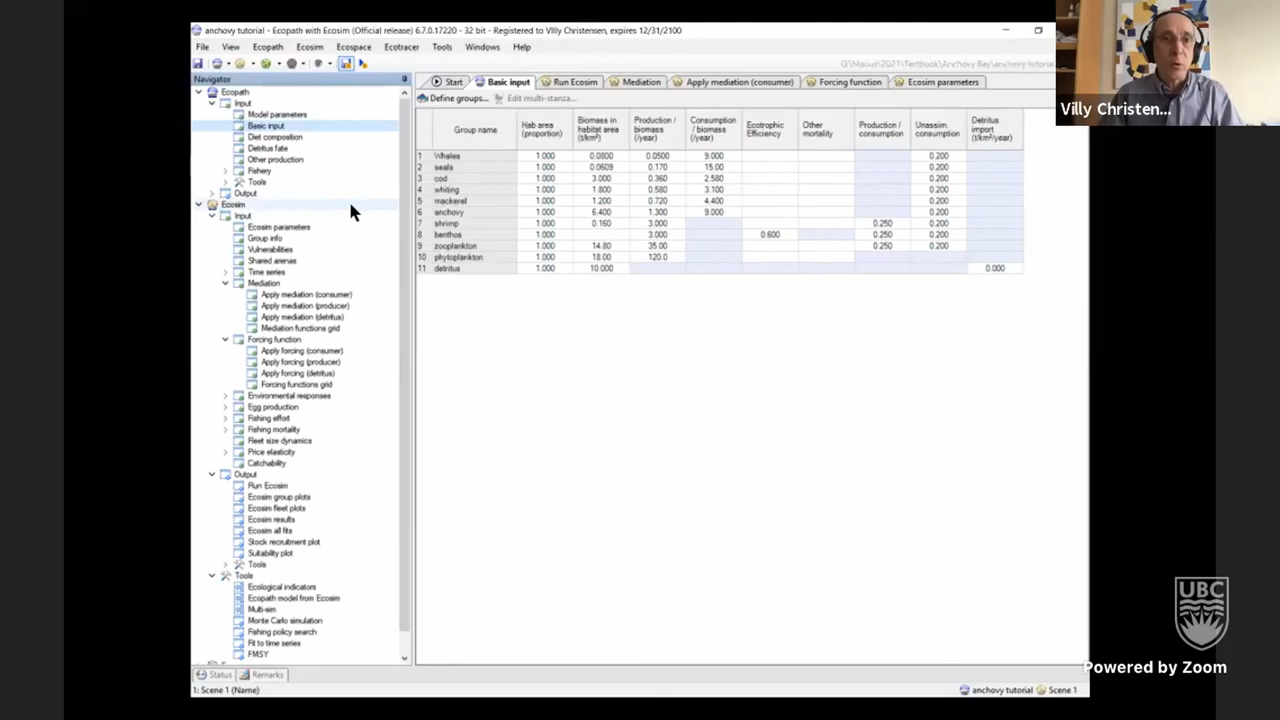 anchovy tutorial - Ecopath with Ecosim (Official release) 6.7.0.17220 - 32 bit - Registered to Villy Christensen, expires 12/31/2100
File View Ecopath Ecosim Ecospace Ecotracer Tools Windows Help
Navigator
Ecopath
Input
Model parameters
Basic input
Diet composition
Detritus fate
Other production
Fishery
Tools
Output
Ecosim
Input
Ecosim parameters
Group info
Vulnerabilities
Shared arenas
Time series
Mediation
Apply mediation (consumer)
Apply mediation (producer)
Apply mediation (detritus)
Mediation functions grid
Forcing function
Apply forcing (consumer)
Apply forcing (producer)
Apply forcing (detritus)
Forcing functions grid
Environmental responses
Egg production
Fishing effort
Fishing mortality
Fleet size dynamics
Price elasticity
Catchability
Output
Run Ecosim
Ecosim group plots
Ecosim fleet plots
Ecosim results
Ecosim all fits
Stock recruitment plot
Suitability plot
Tools
Tools
Ecological indicators
Ecopath model from Ecosim
Multi-sim
Monte Carlo simulation
Fishing policy search
Fit to time series
FMSY
Status Remarks
1: Scene 1 (Name)
Start Basic input Run Ecosim Mediation Apply mediation (consumer) Forcing function Ecosim parameters
Define groups... Edit multi-stanza...
Group name Hab area (proportion) Biomass in habitat area (t/km²) Production / biomass (/year) Consumption / biomass (/year) Ecotrophic Efficiency Other mortality Production / consumption Unassim. consumption Detritus import (t/km²/year)
1 Whales 1.000 0.0800 0.0500 9.000 0.200
2 seals 1.000 0.0609 0.170 15.00 0.200
3 cod 1.000 3.000 0.360 2.580 0.200
4 whiting 1.000 1.800 0.580 3.100 0.200
5 mackerel 1.000 1.200 0.720 4.400 0.200
6 anchovy 1.000 6.400 1.300 9.000 0.200
7 shrimp 1.000 0.160 3.000 0.250 0.200
8 benthos 1.000 3.000 0.600 0.250 0.200
9 zooplankton 1.000 14.80 35.00 0.250 0.200
10 phytoplankton 1.000 18.00 120.0
11 detritus 1.000 10.000 0.000
anchovy tutorial Scene 1
Villy Christen...
UBC
Powered by Zoom